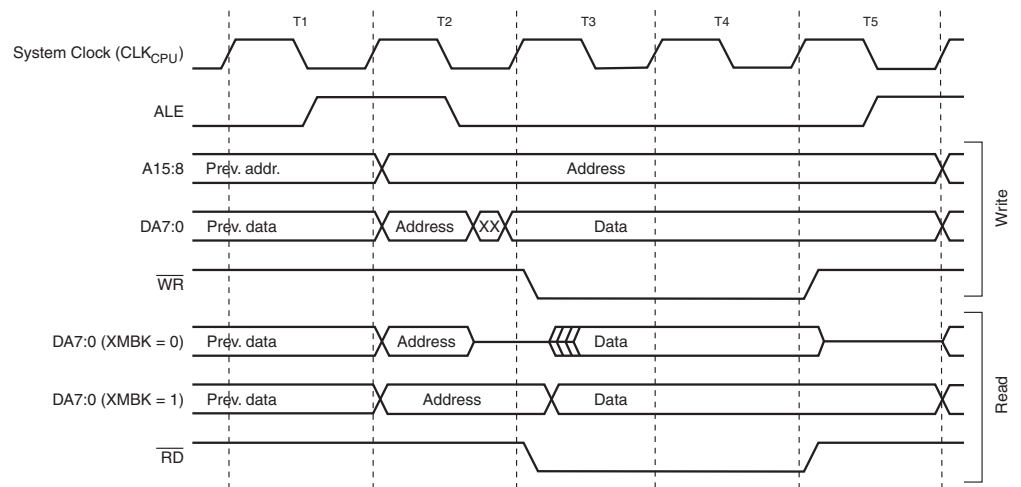 T1 T2 T3 T4 T5
System Clock (CLKCPU)
ALE
A15:8 Prev. addr. Address
DA7:0 Prev. data Address XX Data
WR
Write
DA7:0 (XMBK = 0) Prev. data Address Data
DA7:0 (XMBK = 1) Prev. data Address Data
RD
Read